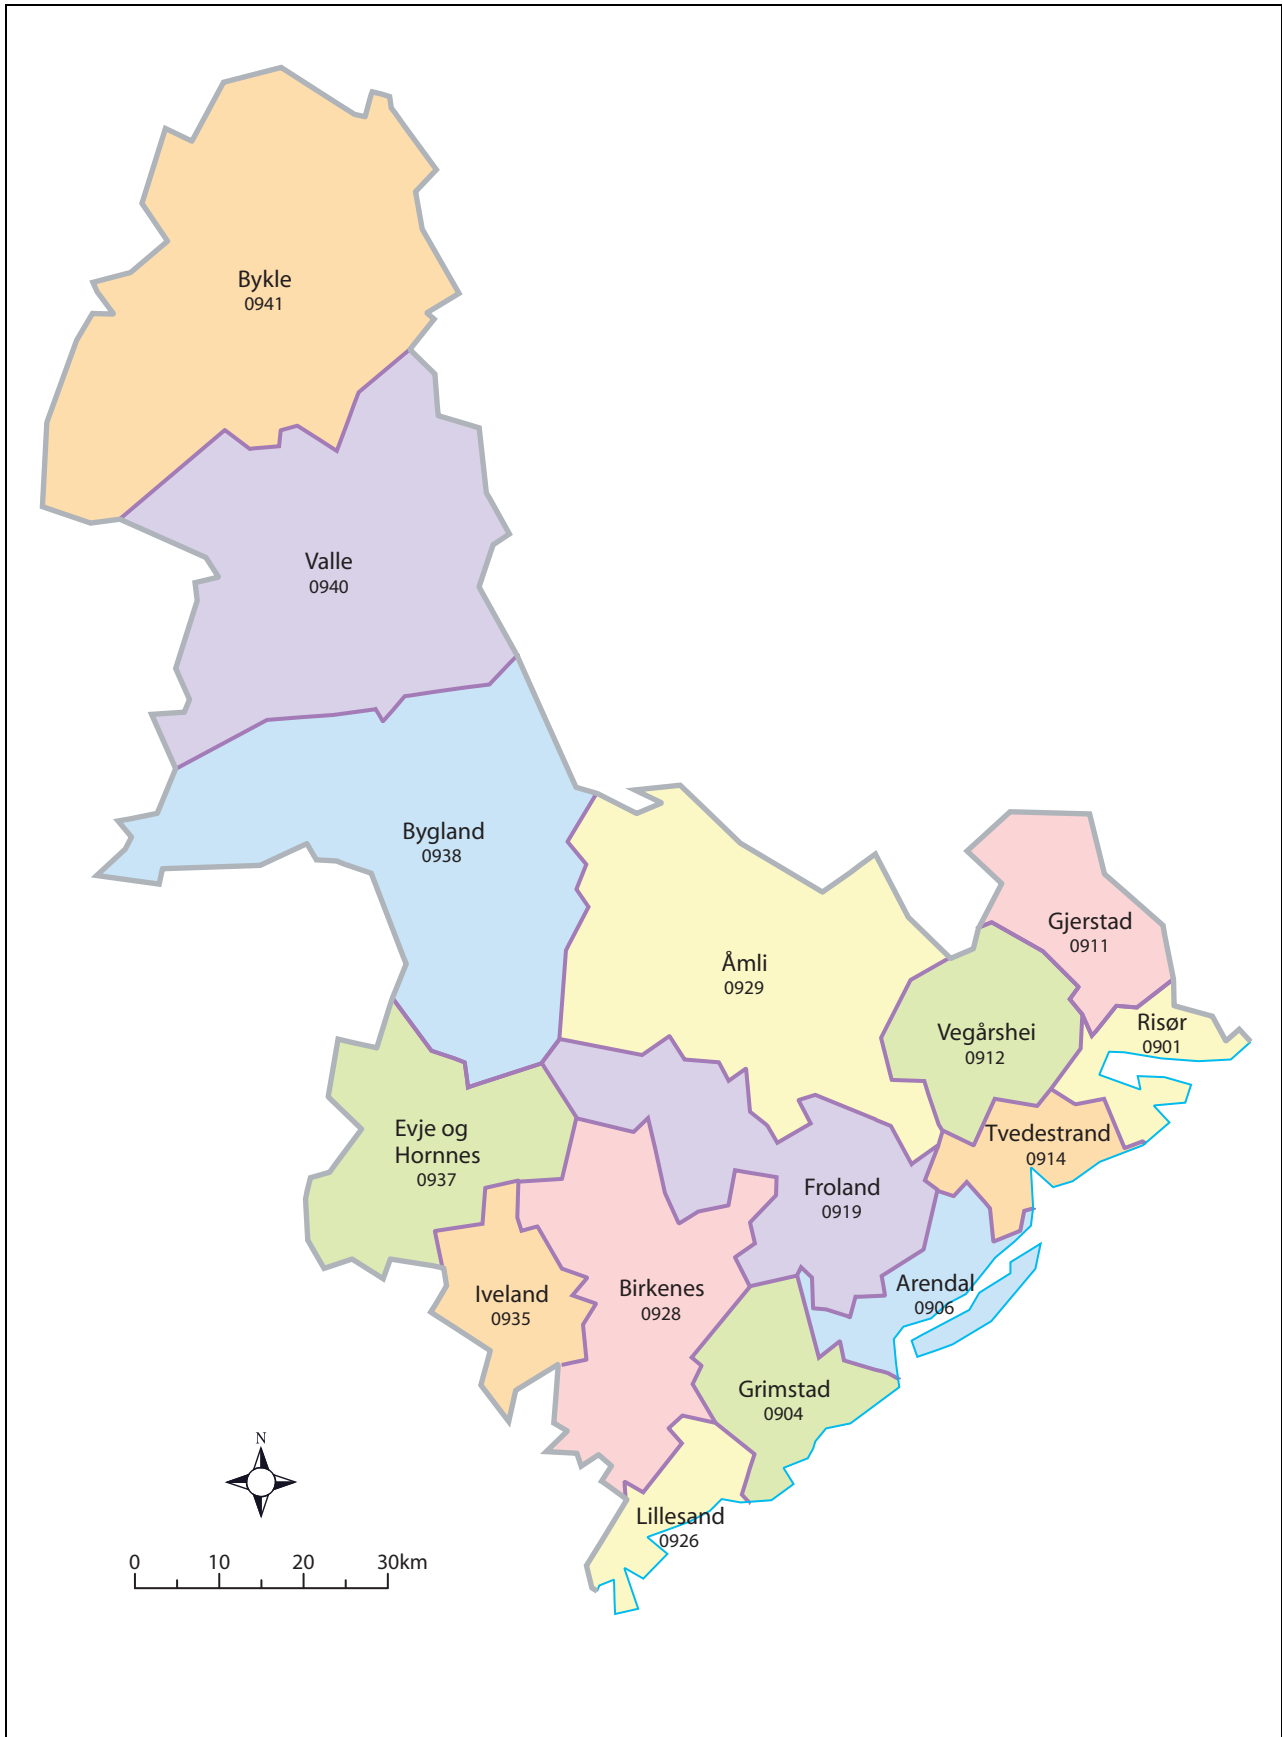 Bykle
0941
Valle
0940
Bygland
0938
Gjerstad
0911
Åmli
0929
Risør
0901
Vegårshei
0912
Evje og
Hornnes
0937
Tvedestrand
0914
Froland
0919
Arendal
0906
Iveland
0935
Birkenes
0928
Grimstad
0904
Lillesand
0926
N
0 10 20 30km